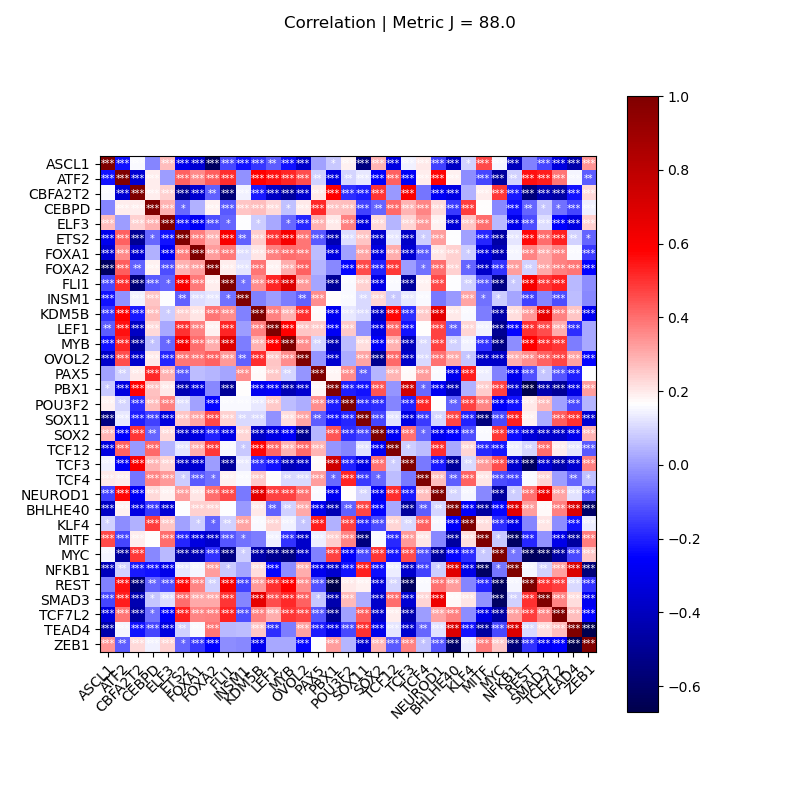 Correlation | Metric J = 88.0
ASCL1
ATF2
CBFA2T2
CEBPD
ELF3
ETS2
FOXA1
FOXA2
FLI1
INSM1
KDM5B
LEF1
MYB
OVOL2
PAX5
PBX1
POU3F2
SOX11
SOX2
TCF12
TCF3
TCF4
NEUROD1
BHLHE40
KLF4
MITF
MYC
NFKB1
REST
SMAD3
TCF7L2
TEAD4
ZEB1
ASCL1
ATF2
CBFA2T2
CEBPD
ELF3
ETS2
FOXA1
FOXA2
FLI1
INSM1
KDM5B
LEF1
MYB
OVOL2
PAX5
PBX1
POU3F2
SOX11
SOX2
TCF12
TCF3
TCF4
NEUROD1
BHLHE40
KLF4
MITF
MYC
NFKB1
REST
SMAD3
TCF7L2
TEAD4
ZEB1
1.0
0.8
0.6
0.4
0.2
0.0
−0.2
−0.4
−0.6